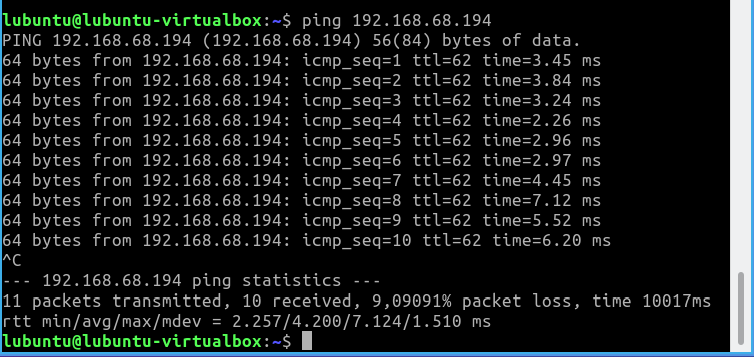 lubuntu@lubuntu-virtualbox:~$ ping 192.168.68.194
PING 192.168.68.194 (192.168.68.194) 56(84) bytes of data.
64 bytes from 192.168.68.194: icmp_seq=1 ttl=62 time=3.45 ms
64 bytes from 192.168.68.194: icmp_seq=2 ttl=62 time=3.84 ms
64 bytes from 192.168.68.194: icmp_seq=3 ttl=62 time=3.24 ms
64 bytes from 192.168.68.194: icmp_seq=4 ttl=62 time=2.26 ms
64 bytes from 192.168.68.194: icmp_seq=5 ttl=62 time=2.96 ms
64 bytes from 192.168.68.194: icmp_seq=6 ttl=62 time=2.97 ms
64 bytes from 192.168.68.194: icmp_seq=7 ttl=62 time=4.45 ms
64 bytes from 192.168.68.194: icmp_seq=8 ttl=62 time=7.12 ms
64 bytes from 192.168.68.194: icmp_seq=9 ttl=62 time=5.52 ms
64 bytes from 192.168.68.194: icmp_seq=10 ttl=62 time=6.20 ms
^C
--- 192.168.68.194 ping statistics ---
11 packets transmitted, 10 received, 9,09091% packet loss, time 10017ms
rtt min/avg/max/mdev = 2.257/4.200/7.124/1.510 ms
lubuntu@lubuntu-virtualbox:~$